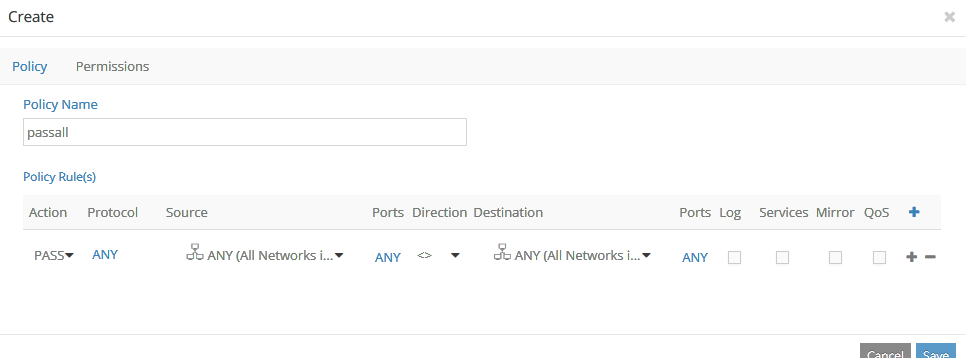 Create ×
Policy Permissions
Policy Name
passall
Policy Rule(s)
Action Protocol Source Ports Direction Destination Ports Log Services Mirror QoS +
PASS ANY ANY (All Networks i... ANY <> ANY (All Networks i... ANY + −
Cancel Save